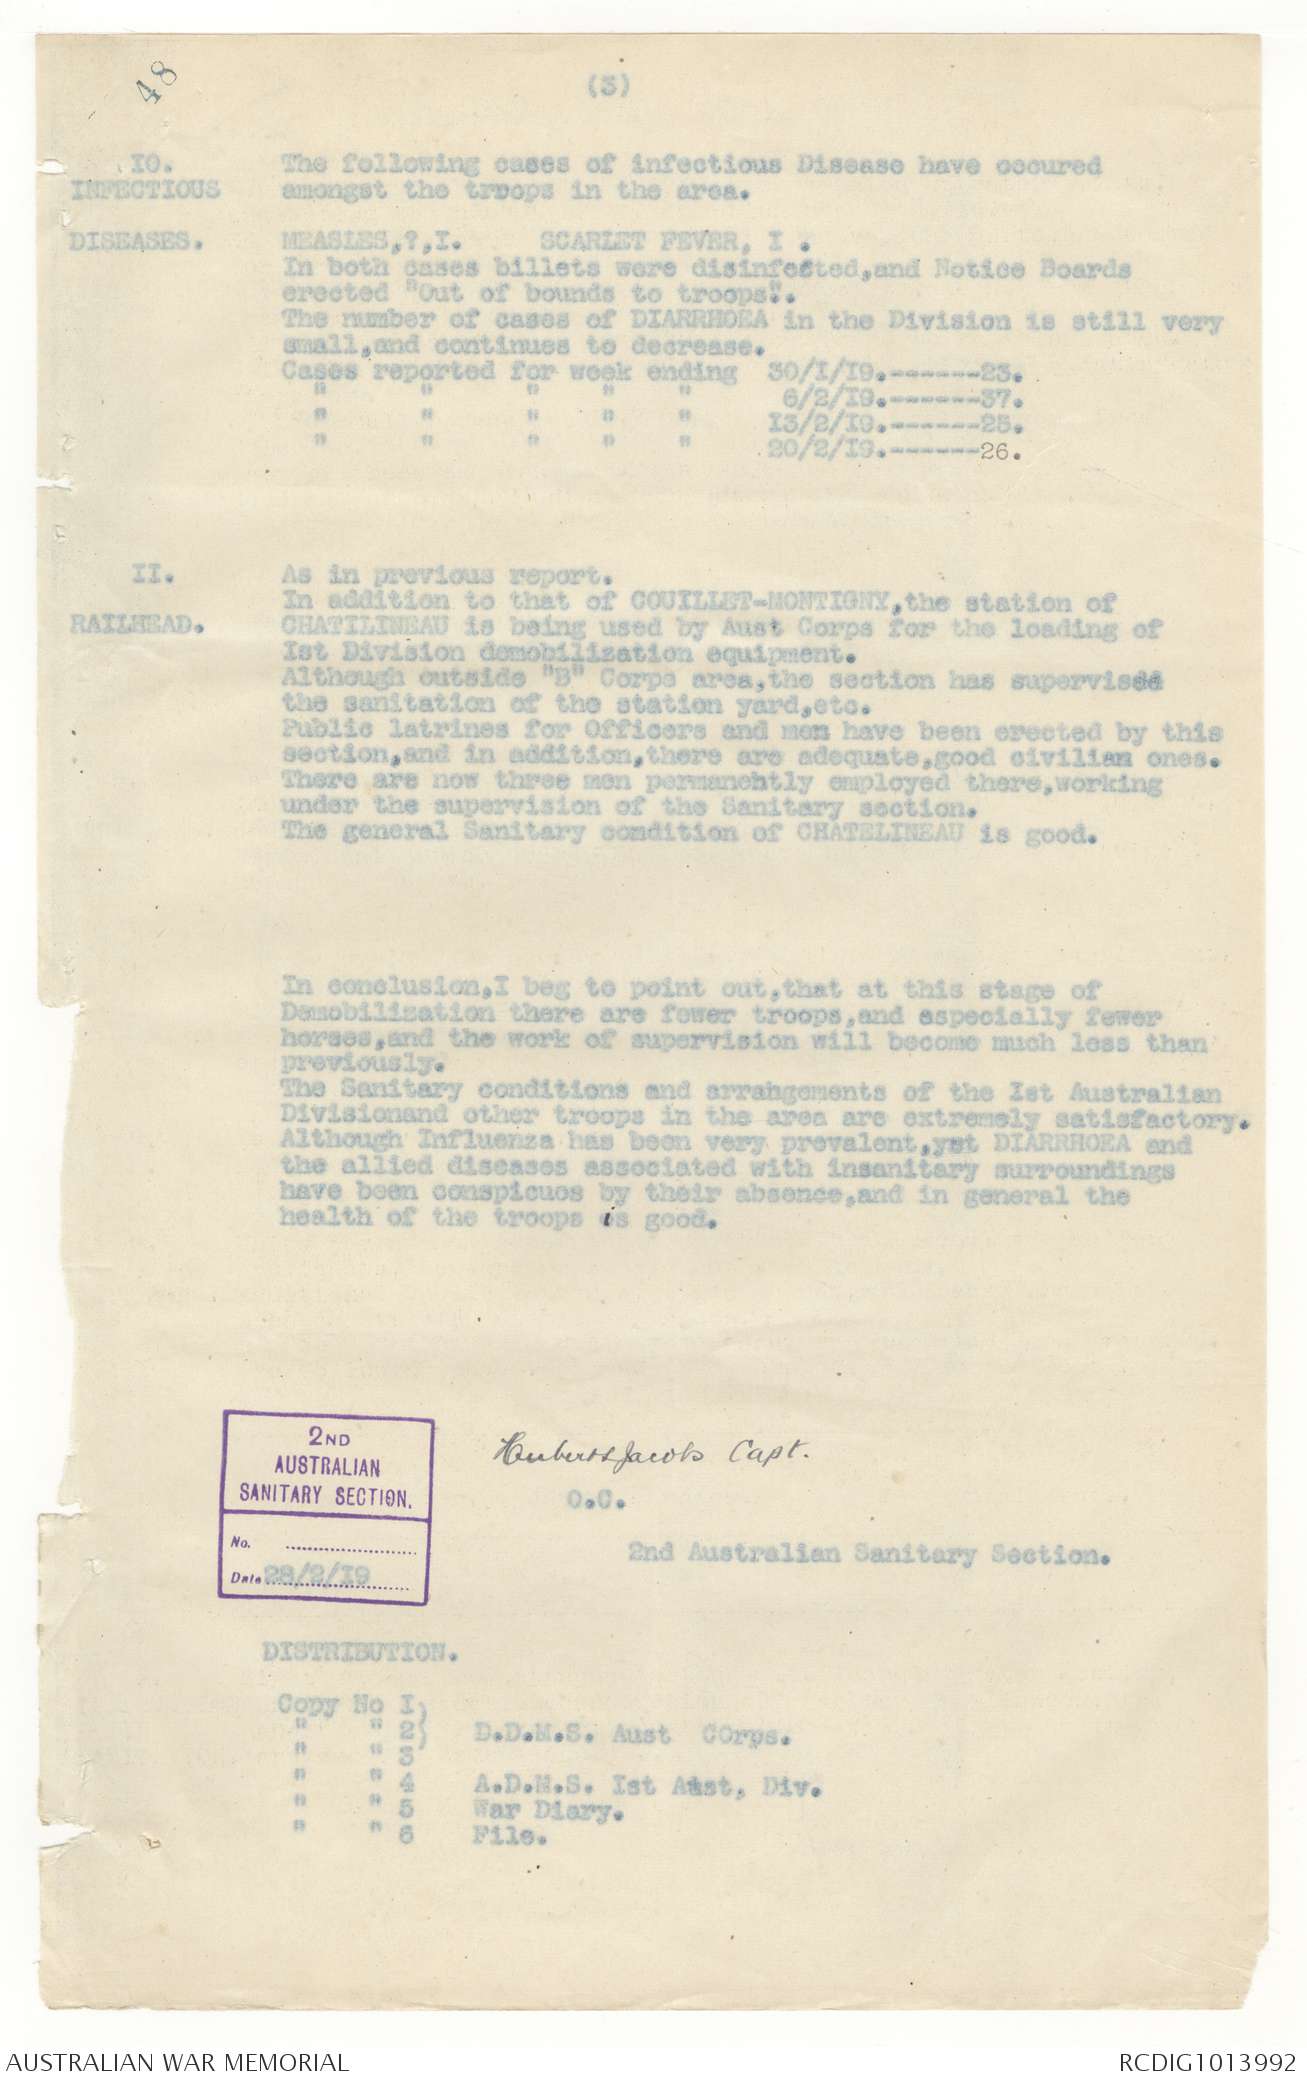 48
(3)
IO. The following cases of infectious Disease have occured
INFECTIOUS amongst the troops in the area.
DISEASES. MEASLES,?,I. SCARLET FEVER, I .
In both cases billets were disinfected,and Notice Boards
erected "Out of bounds to troops".
The number of cases of DIARRHOEA in the Division is still very
small,and continues to decrease.
Cases reported for week ending 30/I/I9.------23.
" " " " " 6/2/I9.------37.
" " " " " I3/2/I9.------25.
" " " " " 20/2/I9.------26.
II. As in previous report.
In addition to that of COUILLET-MONTIGNY,the station of
RAILHEAD. CHATILINEAU is being used by Aust Corps for the loading of
Ist Division demobilization equipment.
Although outside "B" Corps area,the section has supervised
the sanitation of the station yard,etc.
Public latrines for Officers and men have been erected by this
section,and in addition,there are adequate,good civilian ones.
There are now three men permanehtly employed there,working
under the supervision of the Sanitary section.
The general Sanitary condition of CHATELINEAU is good.
In conclusion,I beg to point out,that at this stage of
Demobilization there are fewer troops,and especially fewer
horses,and the work of supervision will become much less than
previously.
The Sanitary conditions and arrahgements of the Ist Australian
Divisionand other troops in the area are extremely satisfactory.
Although Influenza has been very prevalent,yet DIARRHOEA and
the allied diseases associated with insanitary surroundings
have been conspicuos by their absence,and in general the
health of the troops is good.
2ND
AUSTRALIAN
SANITARY SECTION.
No. ....................
Date 28/2/I9
Jacobs Capt.
O.C.
2nd Australian Sanitary Section.
DISTRIBUTION.
Copy No I)
" " 2) D.D.M.S. Aust COrps.
" " 3
" " 4 A.D.M.S. Ist Aust, Div.
" " 5 War Diary.
" " 6 File.
AUSTRALIAN WAR MEMORIAL
RCDIG1013992